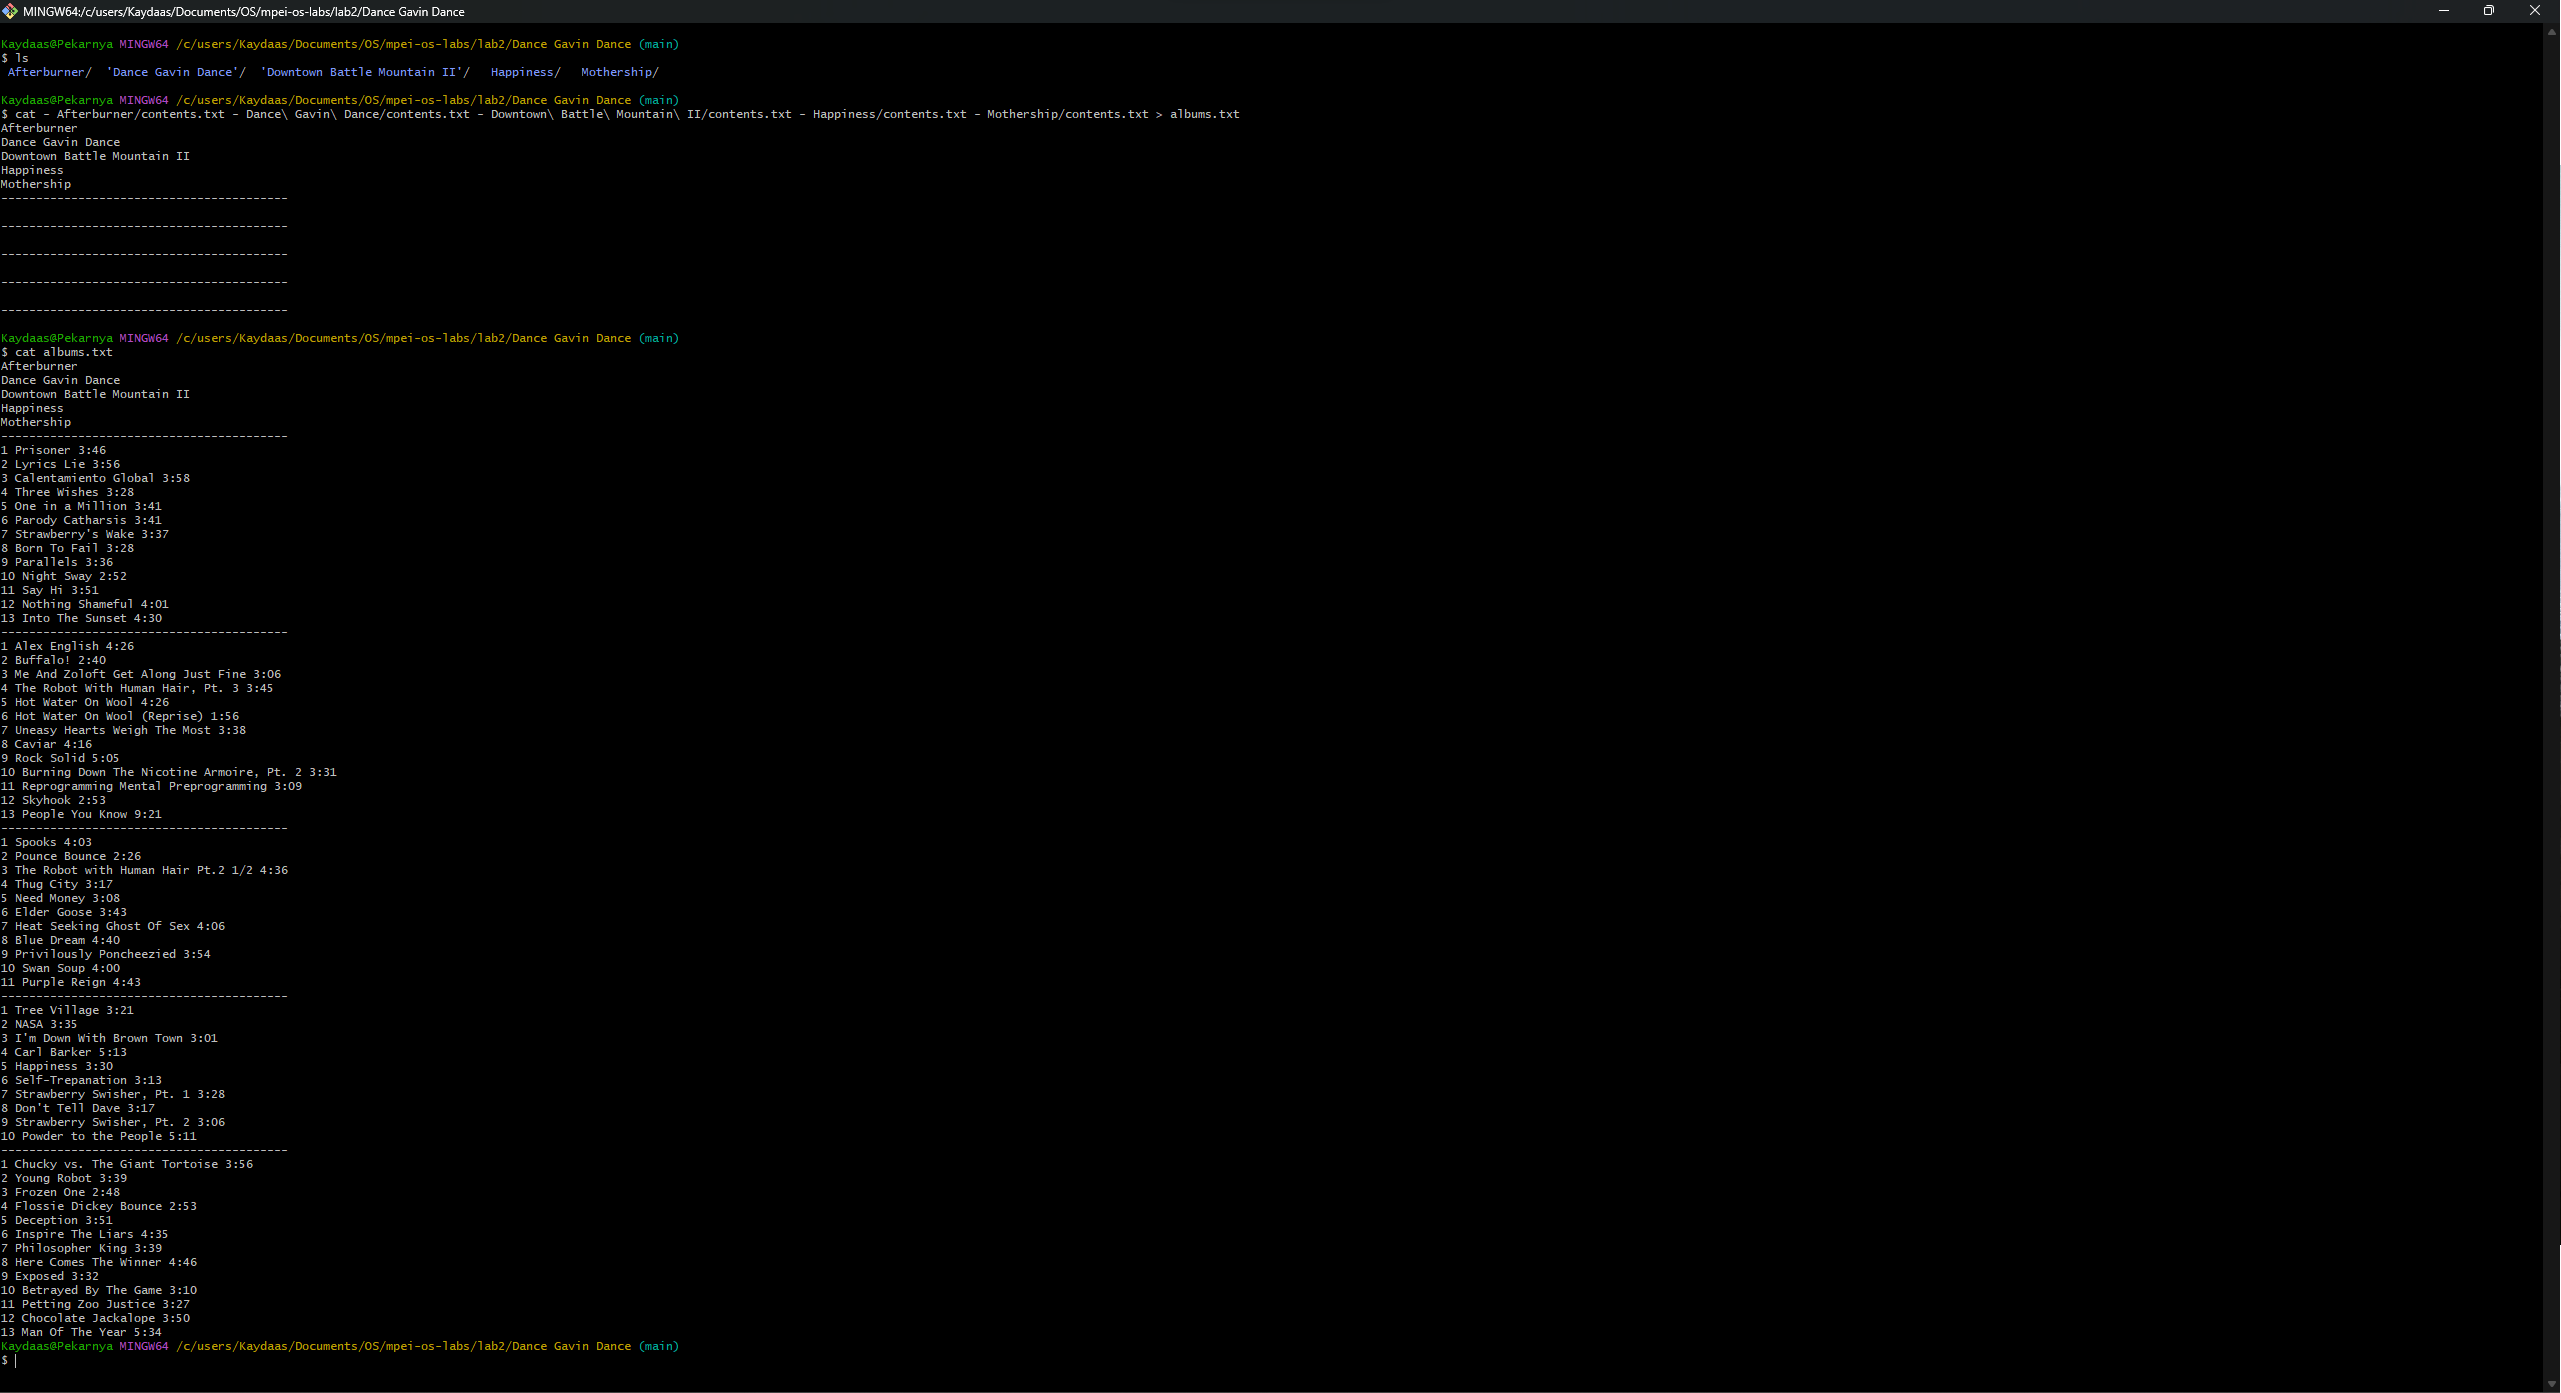 MINGW64:/c/users/Kaydaas/Documents/OS/mpei-os-labs/lab2/Dance Gavin Dance
Kaydaas@Pekarnya MINGW64 /c/users/Kaydaas/Documents/OS/mpei-os-labs/lab2/Dance Gavin Dance (main)
$ ls
Afterburner/  'Dance Gavin Dance'/  'Downtown Battle Mountain II'/   Happiness/   Mothership/
Kaydaas@Pekarnya MINGW64 /c/users/Kaydaas/Documents/OS/mpei-os-labs/lab2/Dance Gavin Dance (main)
$ cat - Afterburner/contents.txt - Dance\ Gavin\ Dance/contents.txt - Downtown\ Battle\ Mountain\ II/contents.txt - Happiness/contents.txt - Mothership/contents.txt > albums.txt
Afterburner
Dance Gavin Dance
Downtown Battle Mountain II
Happiness
Mothership
-----------------------------------------
-----------------------------------------
-----------------------------------------
-----------------------------------------
-----------------------------------------
Kaydaas@Pekarnya MINGW64 /c/users/Kaydaas/Documents/OS/mpei-os-labs/lab2/Dance Gavin Dance (main)
$ cat albums.txt
Afterburner
Dance Gavin Dance
Downtown Battle Mountain II
Happiness
Mothership
-----------------------------------------
1 Prisoner 3:46
2 Lyrics Lie 3:56
3 Calentamiento Global 3:58
4 Three Wishes 3:28
5 One in a Million 3:41
6 Parody Catharsis 3:41
7 Strawberry's Wake 3:37
8 Born To Fail 3:28
9 Parallels 3:36
10 Night Sway 2:52
11 Say Hi 3:51
12 Nothing Shameful 4:01
13 Into The Sunset 4:30
-----------------------------------------
1 Alex English 4:26
2 Buffalo! 2:40
3 Me And Zoloft Get Along Just Fine 3:06
4 The Robot With Human Hair, Pt. 3 3:45
5 Hot Water On Wool 4:26
6 Hot Water On Wool (Reprise) 1:56
7 Uneasy Hearts Weigh The Most 3:38
8 Caviar 4:16
9 Rock Solid 5:05
10 Burning Down The Nicotine Armoire, Pt. 2 3:31
11 Reprogramming Mental Preprogramming 3:09
12 Skyhook 2:53
13 People You Know 9:21
-----------------------------------------
1 Spooks 4:03
2 Pounce Bounce 2:26
3 The Robot with Human Hair Pt.2 1/2 4:36
4 Thug City 3:17
5 Need Money 3:08
6 Elder Goose 3:43
7 Heat Seeking Ghost Of Sex 4:06
8 Blue Dream 4:40
9 Privilously Poncheezied 3:54
10 Swan Soup 4:00
11 Purple Reign 4:43
-----------------------------------------
1 Tree Village 3:21
2 NASA 3:35
3 I'm Down With Brown Town 3:01
4 Carl Barker 5:13
5 Happiness 3:30
6 Self-Trepanation 3:13
7 Strawberry Swisher, Pt. 1 3:28
8 Don't Tell Dave 3:17
9 Strawberry Swisher, Pt. 2 3:06
10 Powder to the People 5:11
-----------------------------------------
1 Chucky vs. The Giant Tortoise 3:56
2 Young Robot 3:39
3 Frozen One 2:48
4 Flossie Dickey Bounce 2:53
5 Deception 3:51
6 Inspire The Liars 4:35
7 Philosopher King 3:39
8 Here Comes The Winner 4:46
9 Exposed 3:32
10 Betrayed By The Game 3:10
11 Petting Zoo Justice 3:27
12 Chocolate Jackalope 3:50
13 Man Of The Year 5:34
Kaydaas@Pekarnya MINGW64 /c/users/Kaydaas/Documents/OS/mpei-os-labs/lab2/Dance Gavin Dance (main)
$